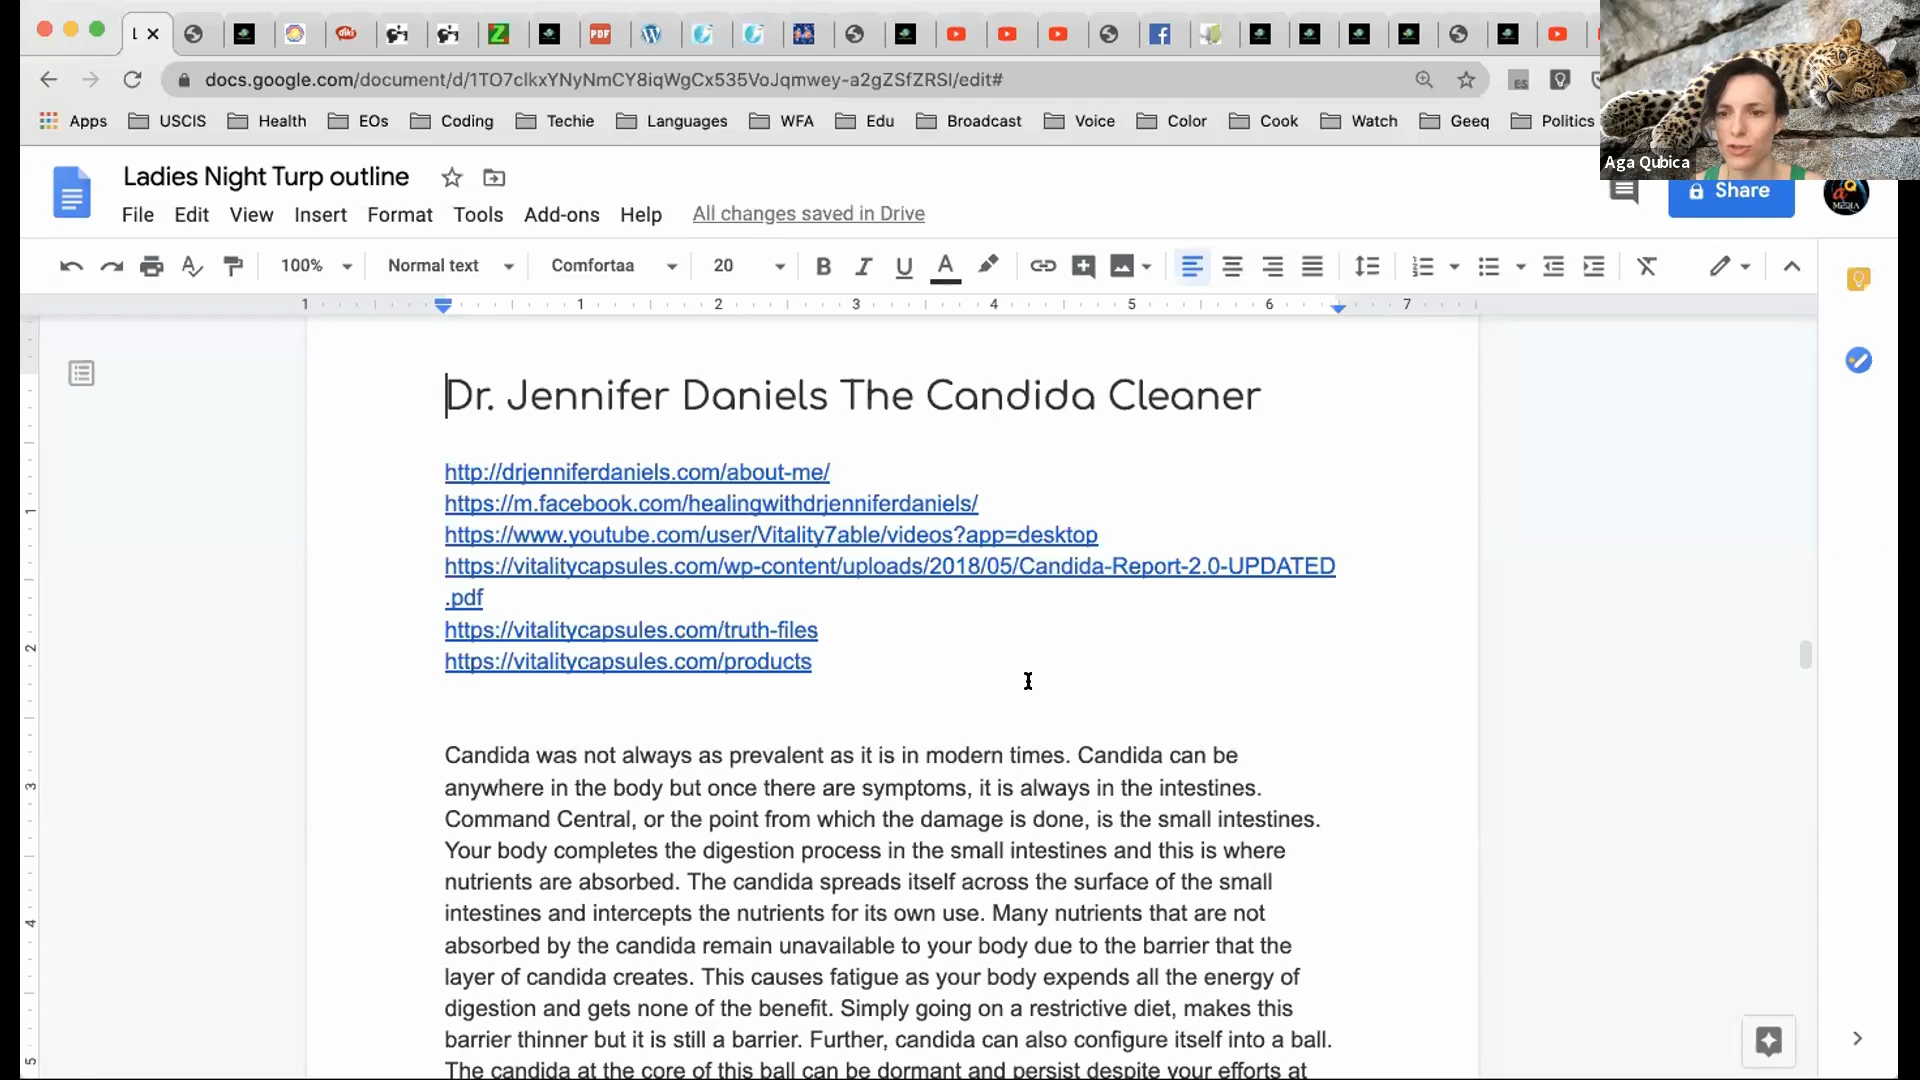 L
docs.google.com/document/d/1TO7clkxYNyNmCY8iqWgCx535VoJqmwey-a2gZSfZRSI/edit#
Apps USCIS Health EOs Coding Techie Languages WFA Edu Broadcast Voice Color Cook Watch Geeq Politics
Aga Qubica
Ladies Night Turp outline
File Edit View Insert Format Tools Add-ons Help All changes saved in Drive
Share
100% Normal text Comfortaa 20 B I U A
1 1 2 3 4 5 6 7
Dr. Jennifer Daniels The Candida Cleaner
http://drjenniferdaniels.com/about-me/
https://m.facebook.com/healingwithdrjenniferdaniels/
https://www.youtube.com/user/Vitality7able/videos?app=desktop
https://vitalitycapsules.com/wp-content/uploads/2018/05/Candida-Report-2.0-UPDATED
.pdf
https://vitalitycapsules.com/truth-files
https://vitalitycapsules.com/products
Candida was not always as prevalent as it is in modern times. Candida can be
anywhere in the body but once there are symptoms, it is always in the intestines.
Command Central, or the point from which the damage is done, is the small intestines.
Your body completes the digestion process in the small intestines and this is where
nutrients are absorbed. The candida spreads itself across the surface of the small
intestines and intercepts the nutrients for its own use. Many nutrients that are not
absorbed by the candida remain unavailable to your body due to the barrier that the
layer of candida creates. This causes fatigue as your body expends all the energy of
digestion and gets none of the benefit. Simply going on a restrictive diet, makes this
barrier thinner but it is still a barrier. Further, candida can also configure itself into a ball.
The candida at the core of this ball can be dormant and persist despite your efforts at